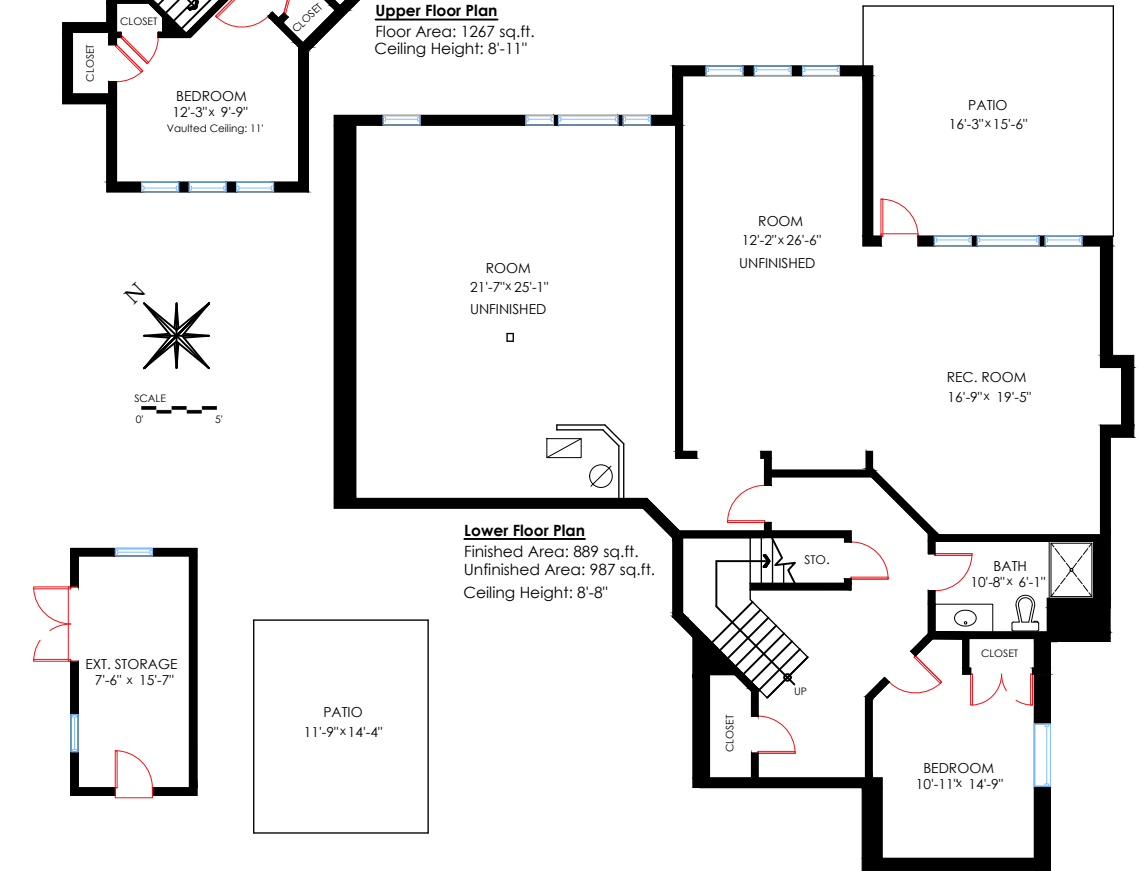 Upper Floor Plan
Floor Area: 1267 sq.ft.
Ceiling Height: 8'-11"
CLOSET
CLOSET
CLOSET
BEDROOM
12'-3"x 9'-9"
Vaulted Ceiling: 11'
PATIO
16'-3"x15'-6"
ROOM
12'-2"x26'-6"
UNFINISHED
ROOM
21'-7"x 25'-1"
UNFINISHED
N
SCALE
0' 5'
REC. ROOM
16'-9"x 19'-5"
Lower Floor Plan
Finished Area: 889 sq.ft.
Unfinished Area: 987 sq.ft.
Ceiling Height: 8'-8"
STO.
BATH
10'-8"x 6'-1"
CLOSET
UP
CLOSET
EXT. STORAGE
7'-6" x 15'-7"
PATIO
11'-9"x14'-4"
BEDROOM
10'-11"x 14'-9"